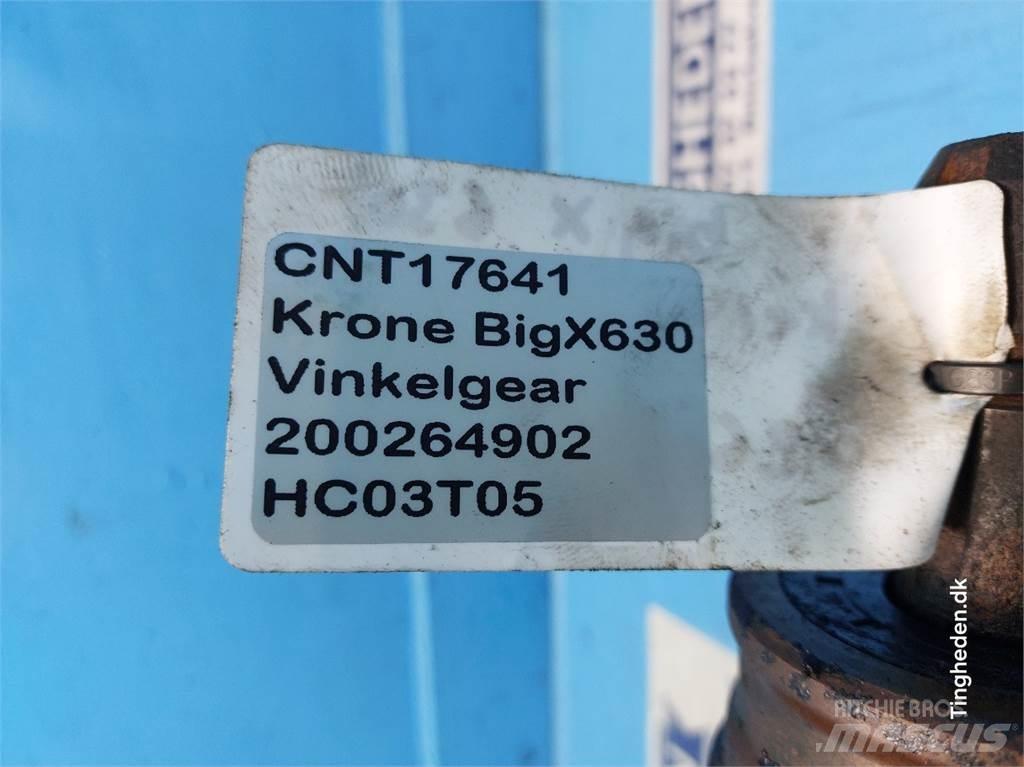 CNT17641
Krone BigX630
Vinkelgear
200264902
HC03T05
Tingheden.dk
RITCHIE BROS
MASCUS